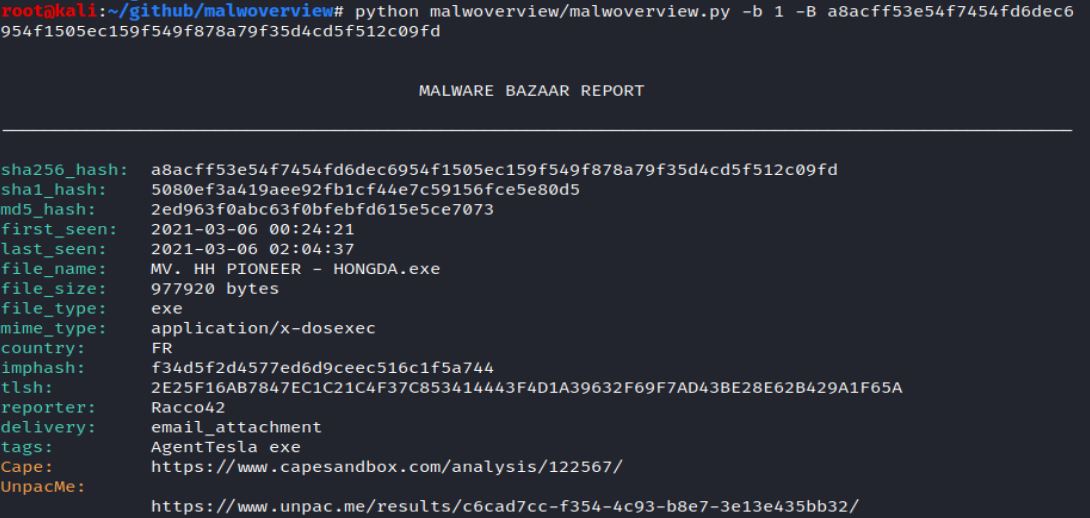 root@kali:~/github/malwoverview# python malwoverview/malwoverview.py -b 1 -B a8acff53e54f7454fd6dec6
954f1505ec159f549f878a79f35d4cd5f512c09fd
MALWARE BAZAAR REPORT
sha256_hash: a8acff53e54f7454fd6dec6954f1505ec159f549f878a79f35d4cd5f512c09fd
sha1_hash: 5080ef3a419aee92fb1cf44e7c59156fce5e80d5
md5_hash: 2ed963f0abc63f0bfebfd615e5ce7073
first_seen: 2021-03-06 00:24:21
last_seen: 2021-03-06 02:04:37
file_name: MV. HH PIONEER - HONGDA.exe
file_size: 977920 bytes
file_type: exe
mime_type: application/x-dosexec
country: FR
imphash: f34d5f2d4577ed6d9ceec516c1f5a744
tlsh: 2E25F16AB7847EC1C21C4F37C853414443F4D1A39632F69F7AD43BE28E62B429A1F65A
reporter: Racco42
delivery: email_attachment
tags: AgentTesla exe
Cape: https://www.capesandbox.com/analysis/122567/
UnpacMe:
https://www.unpac.me/results/c6cad7cc-f354-4c93-b8e7-3e13e435bb32/